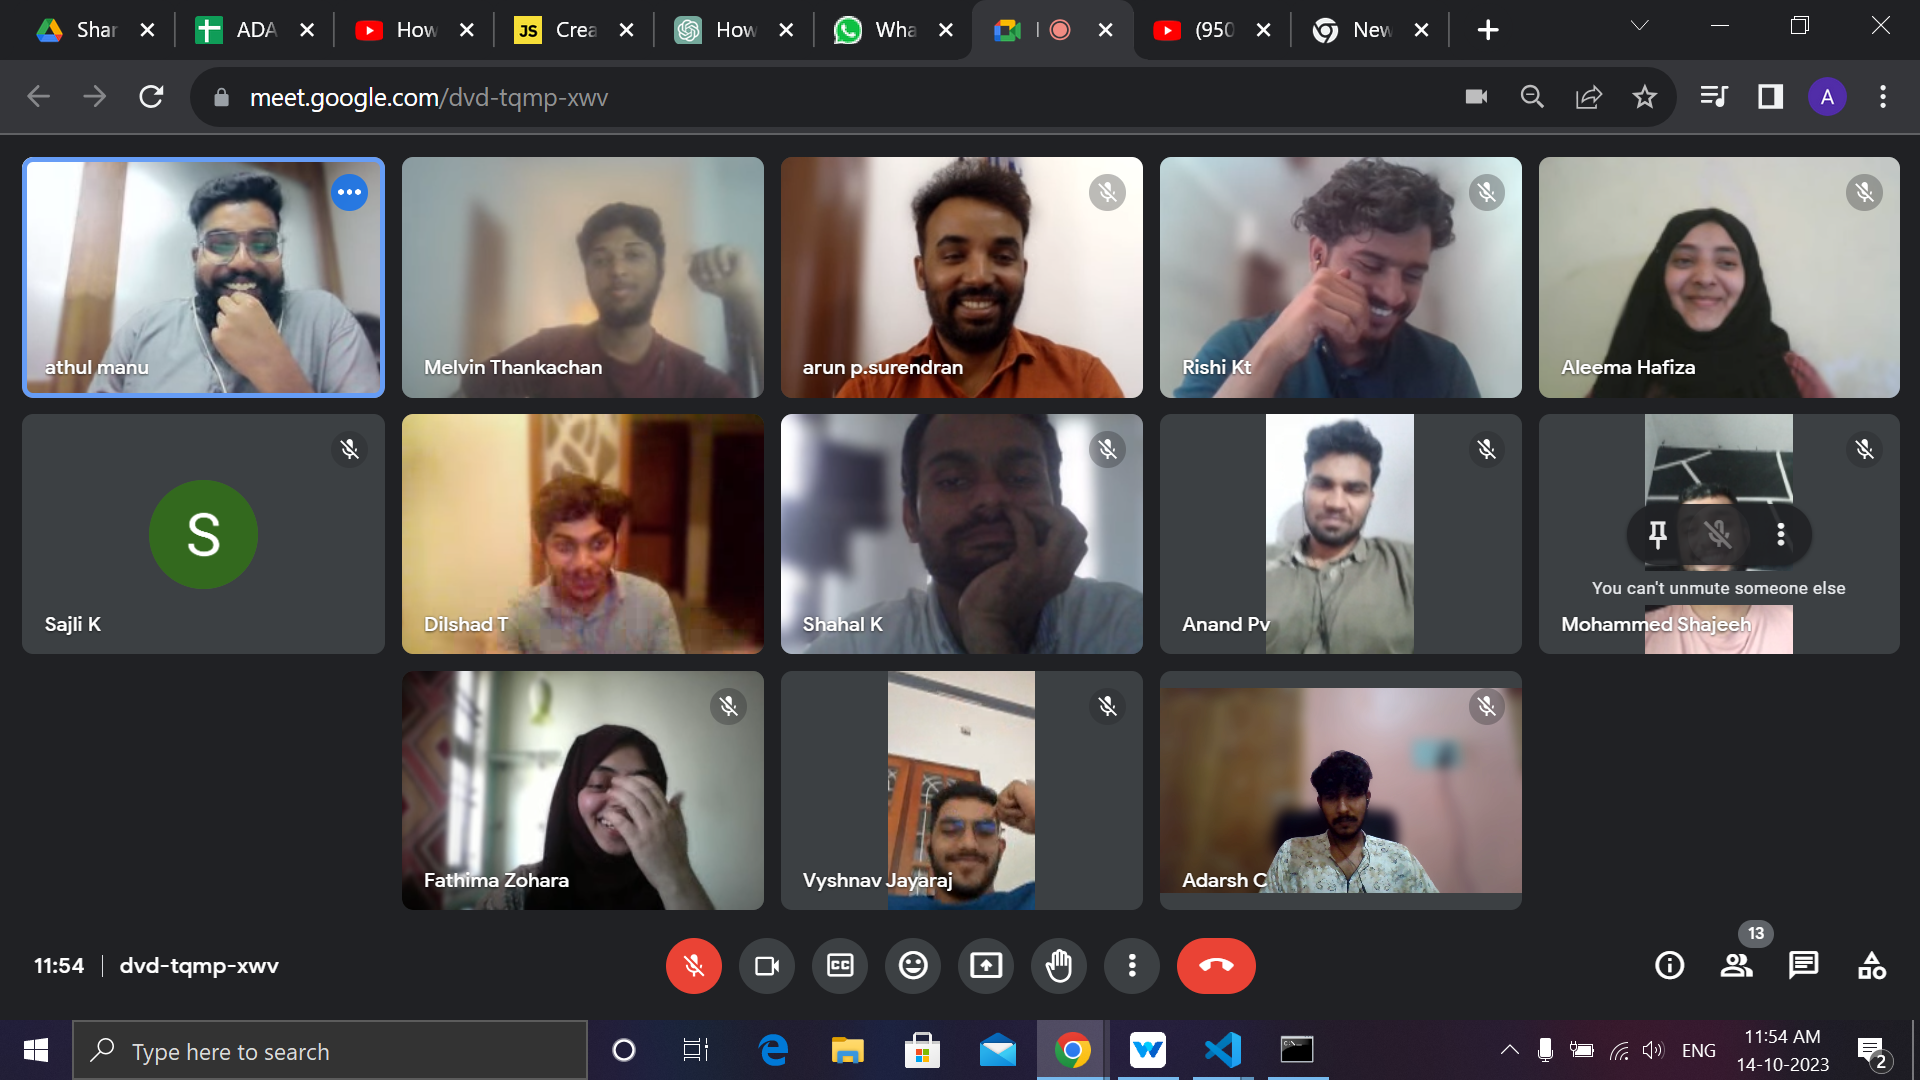 Shar
ADA
How
JS
Crea
How
Wha
(950
New
meet.google.com/dvd-tqmp-xwv
A
athul manu
Melvin Thankachan
arun p.surendran
Rishi Kt
Aleema Hafiza
S
Sajli K
Dilshad T
Shahal K
Anand Pv
You can't unmute someone else
Mohammed Shajeeh
Fathima Zohara
Vyshnav Jayaraj
Adarsh C
11:54
dvd-tqmp-xwv
CC
13
Type here to search
W
ENG
11:54 AM
14-10-2023
2